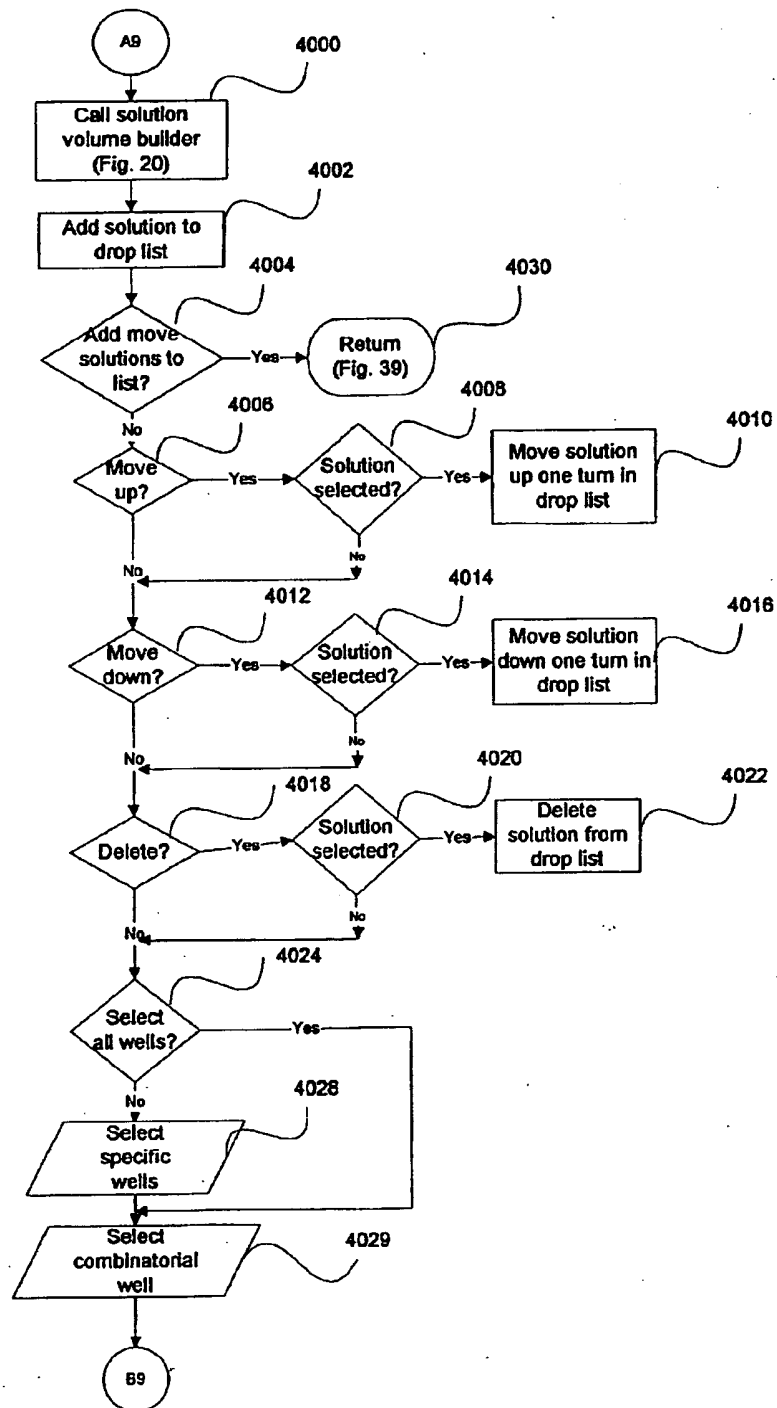 A9
4000
Call solution
volume builder
(Fig. 20)
4002
Add solution to
drop list
4004
Add move
solutions to
list?
Yes
Return
(Fig. 39)
4030
No
4006
Move
up?
Yes
4008
Solution
selected?
Yes
4010
Move solution
up one turn in
drop list
No
No
4012
Move
down?
Yes
4014
Solution
selected?
Yes
4016
Move solution
down one turn in
drop list
No
No
4018
Delete?
Yes
4020
Solution
selected?
Yes
4022
Delete
solution from
drop list
No
No
4024
Select
all wells?
Yes
No
4028
Select
specific
wells
4029
Select
combinatorial
well
B9